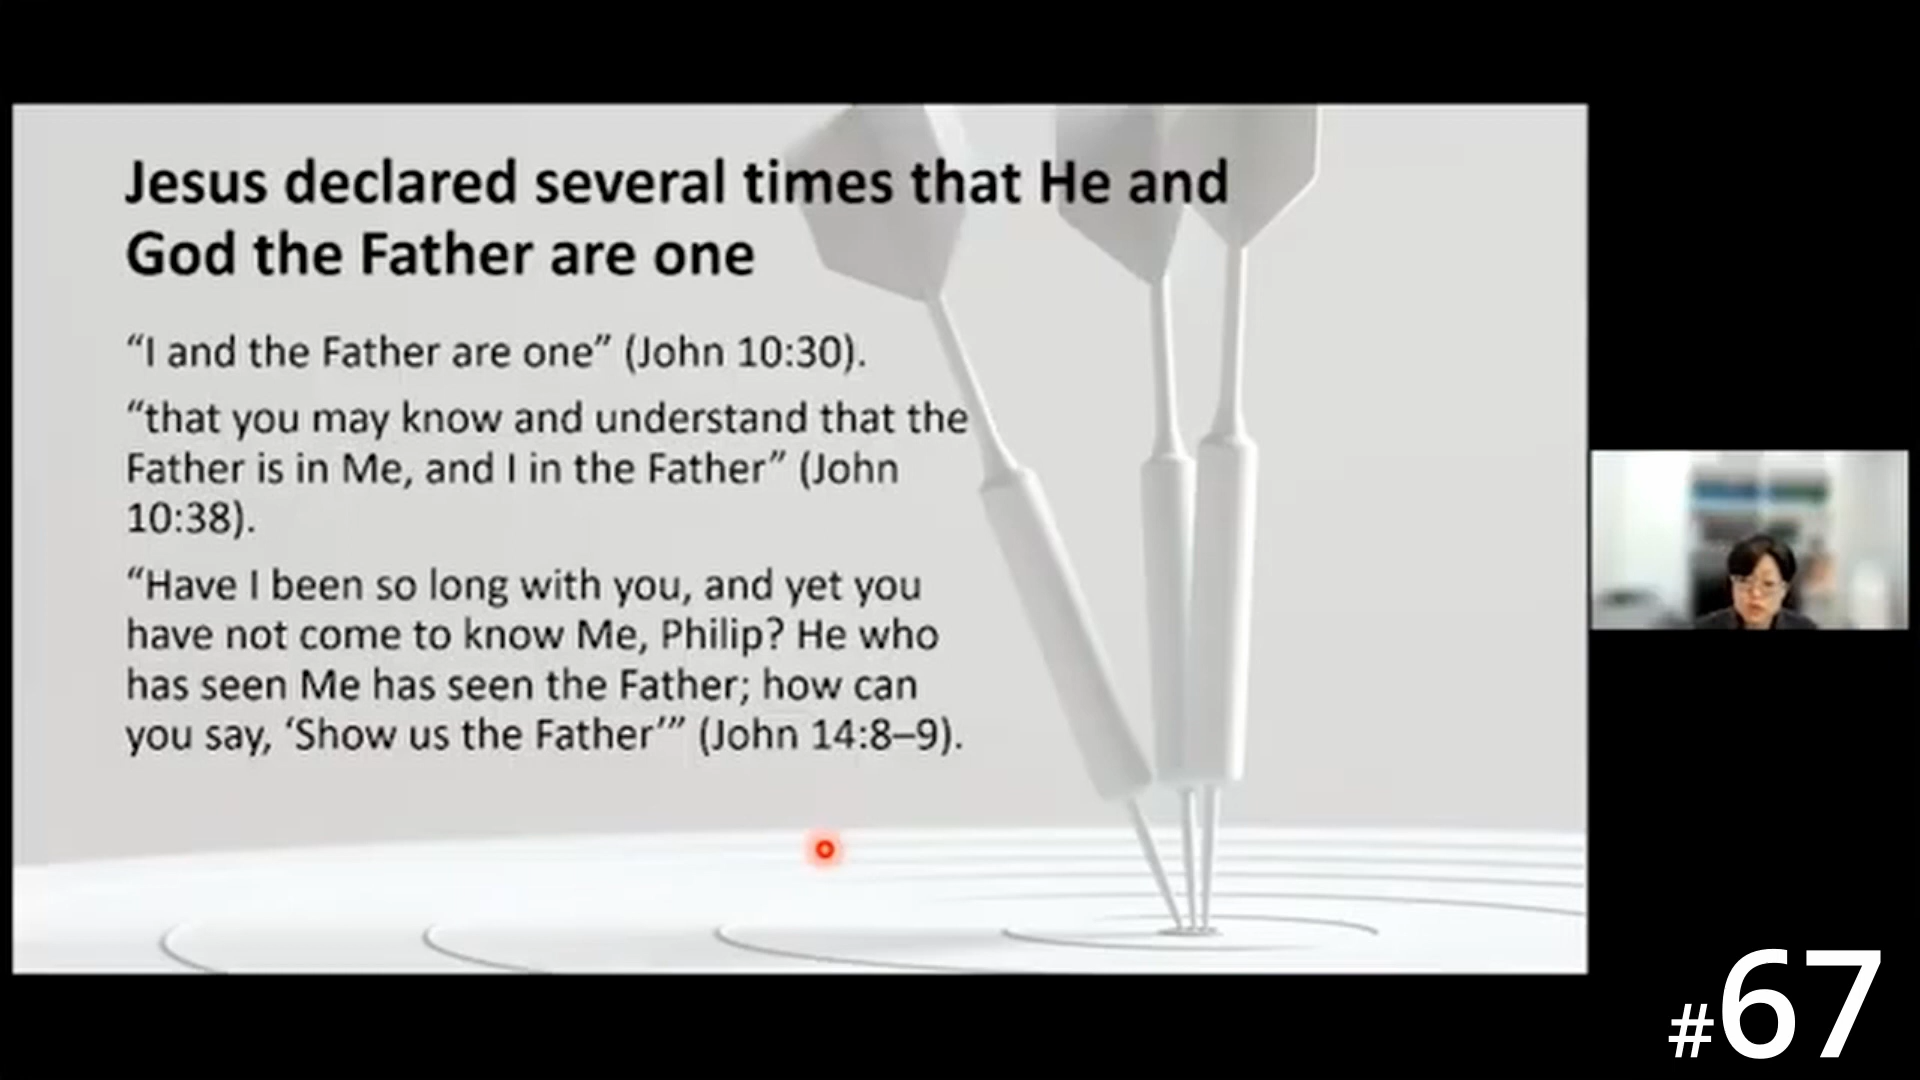 Jesus declared several times that He and
God the Father are one
“I and the Father are one” (John 10:30).
“that you may know and understand that the
Father is in Me, and I in the Father” (John
10:38).
“Have I been so long with you, and yet you
have not come to know Me, Philip? He who
has seen Me has seen the Father; how can
you say, ‘Show us the Father’” (John 14:8–9).
#67